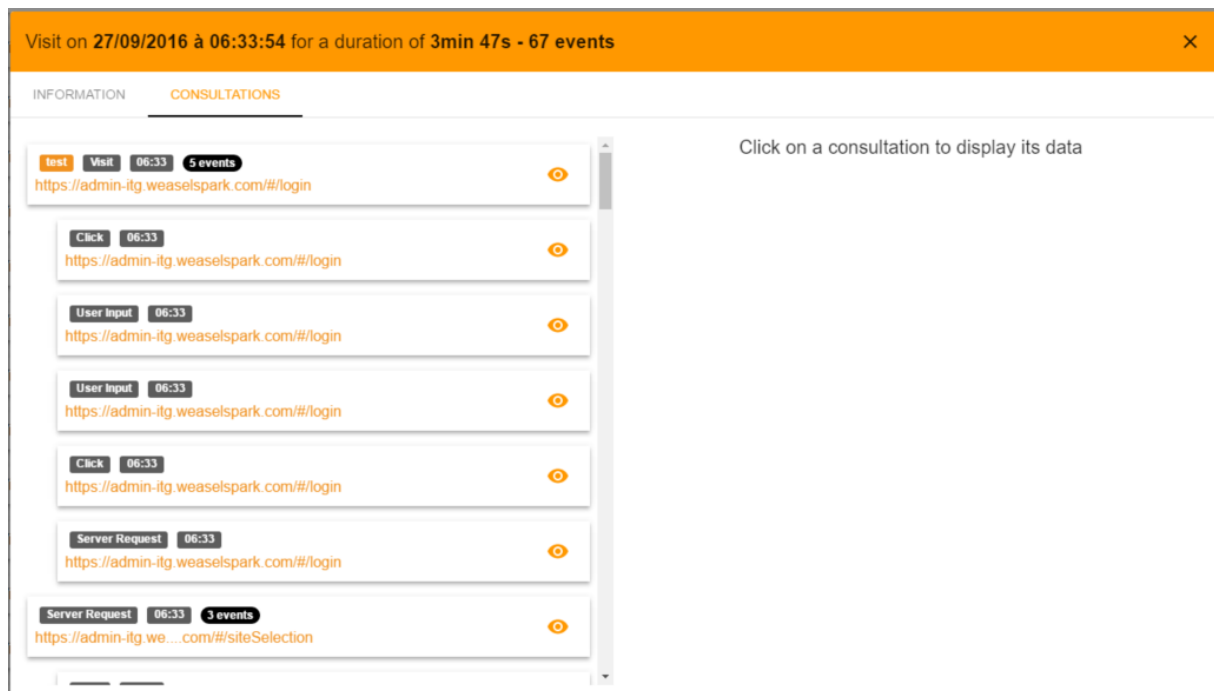 Visit on 27/09/2016 à 06:33:54 for a duration of 3min 47s - 67 events
INFORMATION CONSULTATIONS
Click on a consultation to display its data
test Visit 06:33 5 events
https://admin-itg.weaselspark.com/#/login
Click 06:33
https://admin-itg.weaselspark.com/#/login
User Input 06:33
https://admin-itg.weaselspark.com/#/login
User Input 06:33
https://admin-itg.weaselspark.com/#/login
Click 06:33
https://admin-itg.weaselspark.com/#/login
Server Request 06:33
https://admin-itg.weaselspark.com/#/login
Server Request 06:33 3 events
https://admin-itg.we....com/#/siteSelection